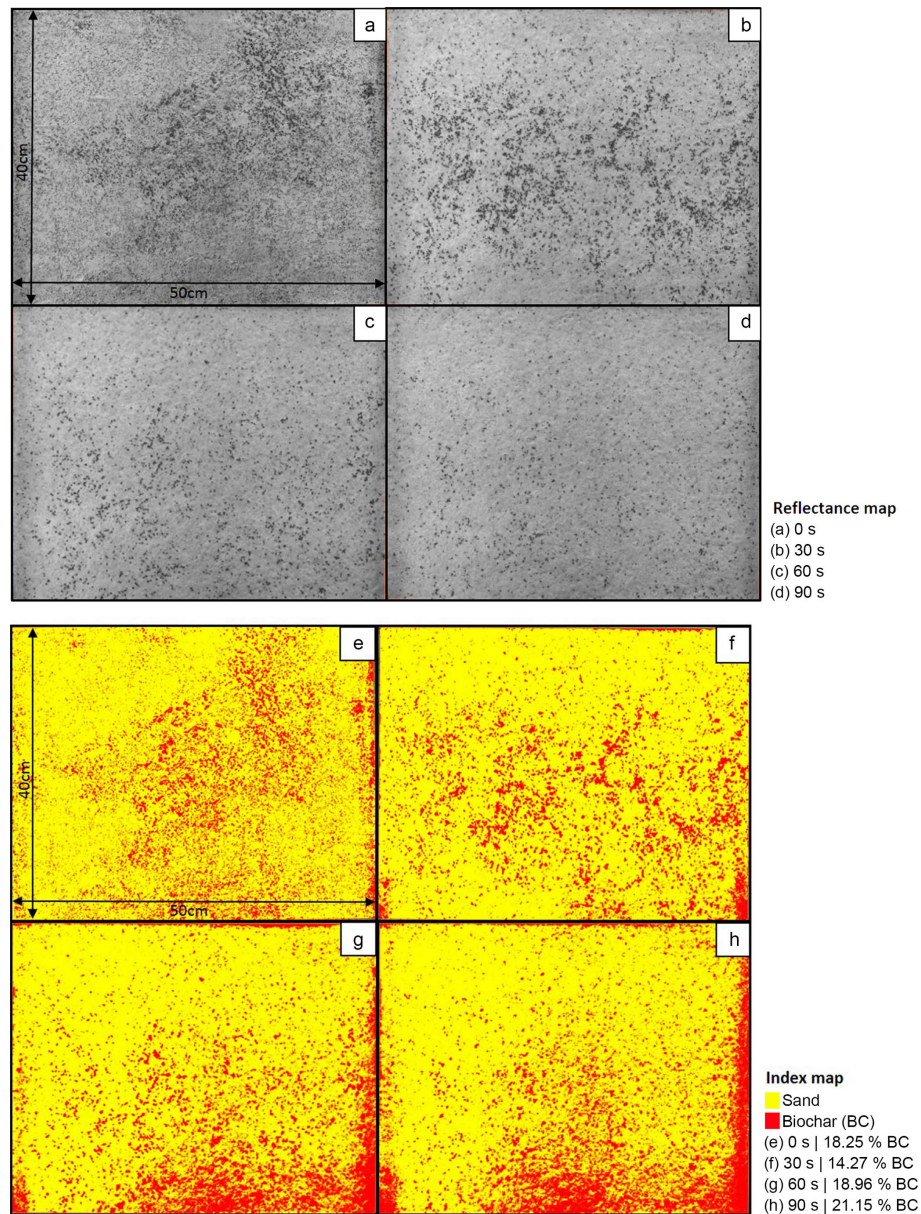 a
b
40cm
50cm
c
d
Reflectance map
(a) 0 s
(b) 30 s
(c) 60 s
(d) 90 s
e
f
40cm
50cm
g
h
Index map
Sand
Biochar (BC)
(e) 0 s | 18.25 % BC
(f) 30 s | 14.27 % BC
(g) 60 s | 18.96 % BC
(h) 90 s | 21.15 % BC